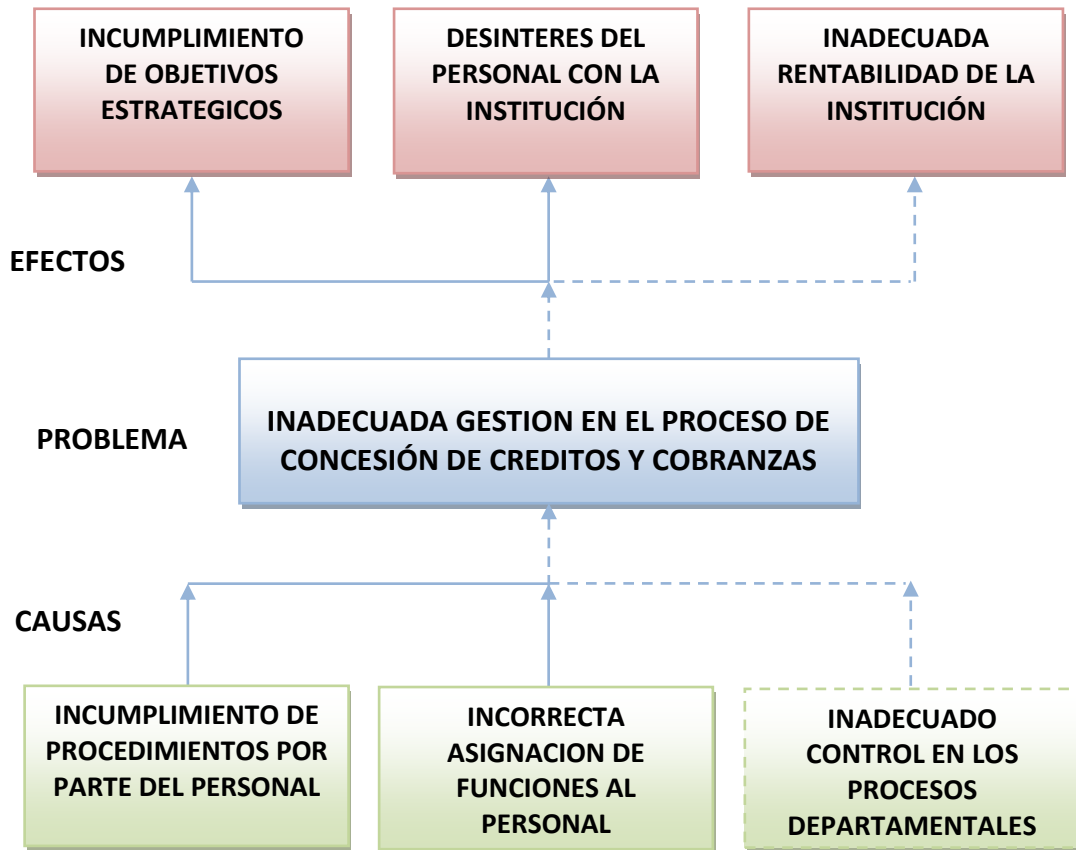 INCUMPLIMIENTO
DE OBJETIVOS
ESTRATEGICOS
DESINTERES DEL
PERSONAL CON LA
INSTITUCIÓN
INADECUADA
RENTABILIDAD DE LA
INSTITUCIÓN
EFECTOS
PROBLEMA
INADECUADA GESTION EN EL PROCESO DE
CONCESIÓN DE CREDITOS Y COBRANZAS
CAUSAS
INCUMPLIMIENTO DE
PROCEDIMIENTOS POR
PARTE DEL PERSONAL
INCORRECTA
ASIGNACION DE
FUNCIONES AL
PERSONAL
INADECUADO
CONTROL EN LOS
PROCESOS
DEPARTAMENTALES